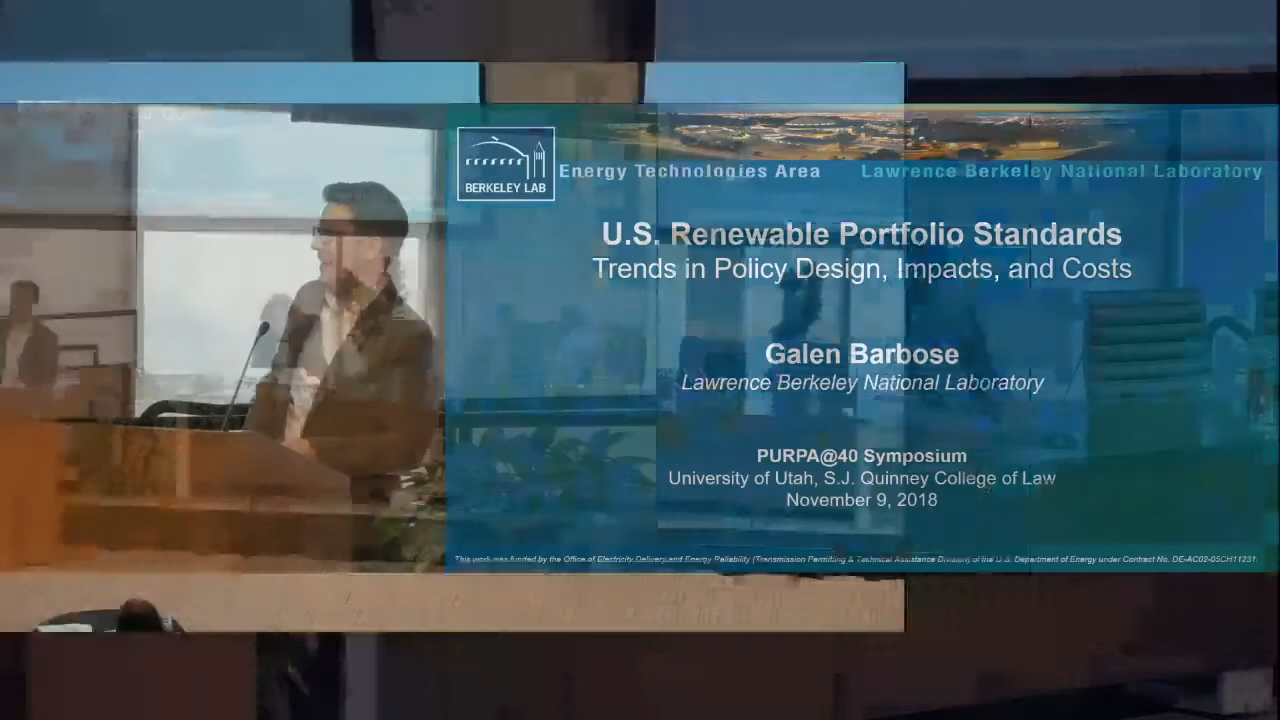 BERKELEY LAB
Energy Technologies Area
Lawrence Berkeley National Laboratory
U.S. Renewable Portfolio Standards
Trends in Policy Design, Impacts, and Costs
Galen Barbose
Lawrence Berkeley National Laboratory
PURPA@40 Symposium
University of Utah, S.J. Quinney College of Law
November 9, 2018
This work was funded by the Office of Electricity Delivery and Energy Reliability (Transmission Permitting & Technical Assistance Division) of the U.S. Department of Energy under Contract No. DE-AC02-05CH11231.